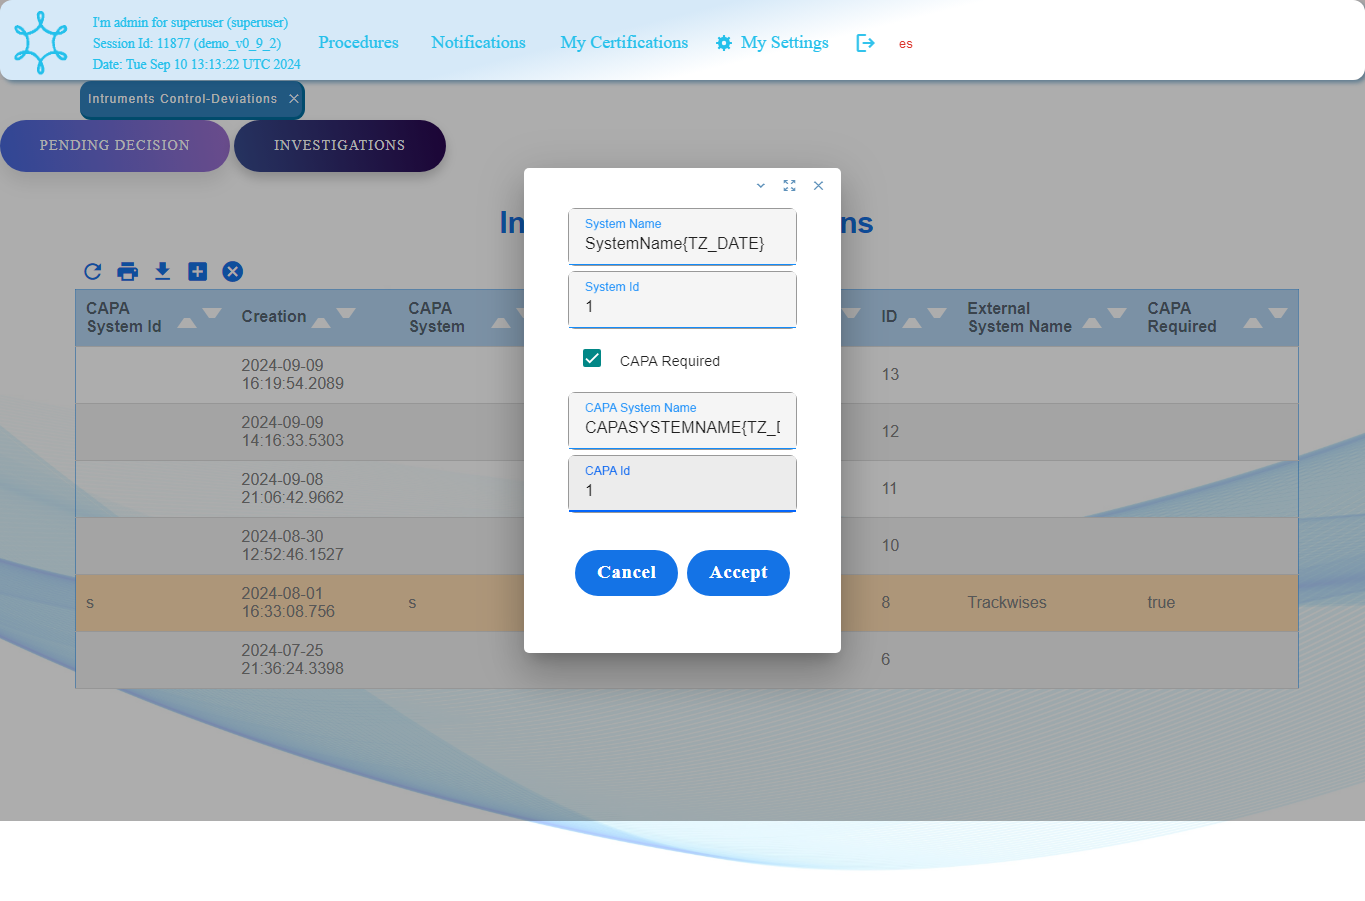 I'm admin for superuser (superuser)
Session Id: 11877 (demo_v0_9_2)
Date: Tue Sep 10 13:13:22 UTC 2024
Procedures
Notifications
My Certifications
My Settings
es
Intruments Control-Deviations
PENDING DECISION
INVESTIGATIONS
System Name
SystemName{TZ_DATE}
System Id
1
CAPA Required
CAPA System Name
CAPASYSTEMNAME{TZ_D
CAPA Id
1
Cancel
Accept
CAPA System Id
Creation
CAPA System
ID
External System Name
CAPA Required
2024-09-09 16:19:54.2089
13
2024-09-09 14:16:33.5303
12
2024-09-08 21:06:42.9662
11
2024-08-30 12:52:46.1527
10
s
2024-08-01 16:33:08.756
s
8
Trackwises
true
2024-07-25 21:36:24.3398
6